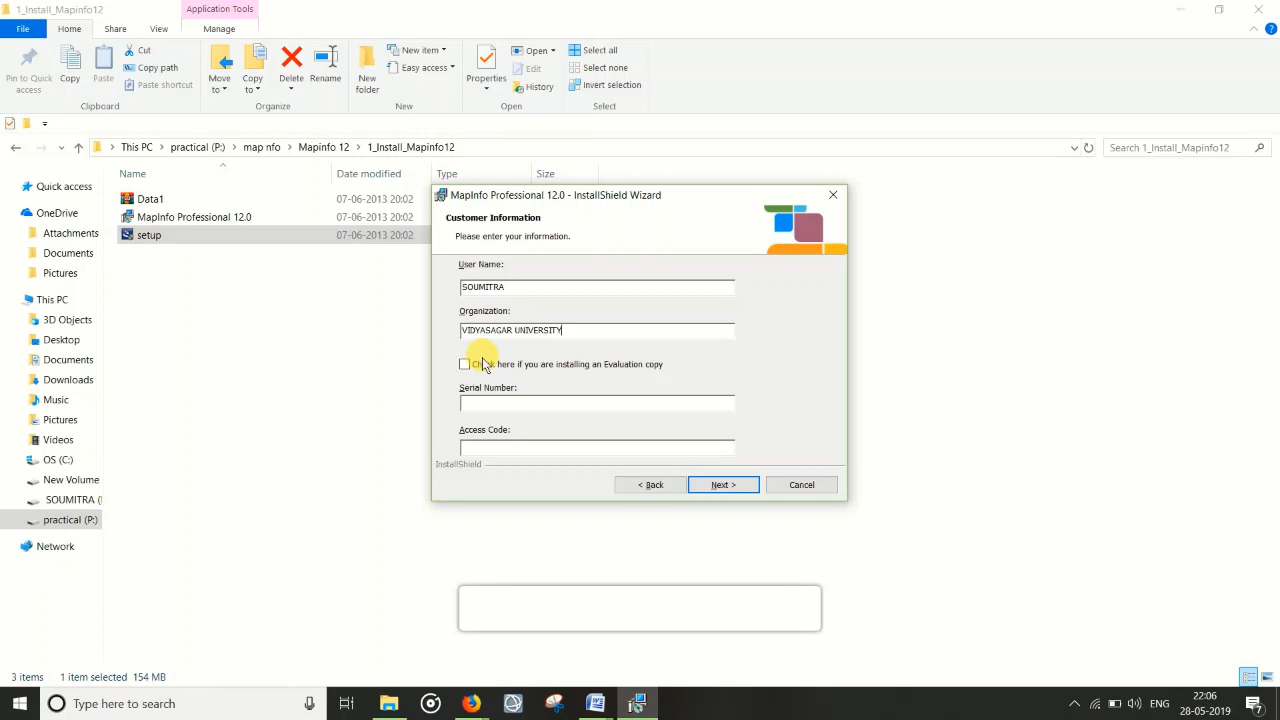 1_Install_Mapinfo12
Application Tools
File
Home
Share
View
Manage
Pin to Quick access
Copy
Paste
Cut
Copy path
Paste shortcut
Clipboard
Move to
Copy to
Delete
Rename
Organize
New folder
New item
Easy access
New
Properties
Open
Edit
History
Open
Select all
Select none
Invert selection
Select
This PC
practical (P:)
map nfo
Mapinfo 12
1_Install_Mapinfo12
Search 1_Install_Mapinfo12
Name
Date modified
Type
Size
Quick access
OneDrive
Attachments
Documents
Pictures
This PC
3D Objects
Desktop
Documents
Downloads
Music
Pictures
Videos
OS (C:)
New Volume
SOUMITRA (
practical (P:)
Network
Data1 07-06-2013 20:02
MapInfo Professional 12.0 07-06-2013 20:02
setup 07-06-2013 20:02
MapInfo Professional 12.0 - InstallShield Wizard
Customer Information
Please enter your information.
User Name:
SOUMITRA
Organization:
VIDYASAGAR UNIVERSITY
Check here if you are installing an Evaluation copy
Serial Number:
Access Code:
InstallShield
< Back
Next >
Cancel
3 items
1 item selected 154 MB
Type here to search
ENG
22:06
28-05-2019
7